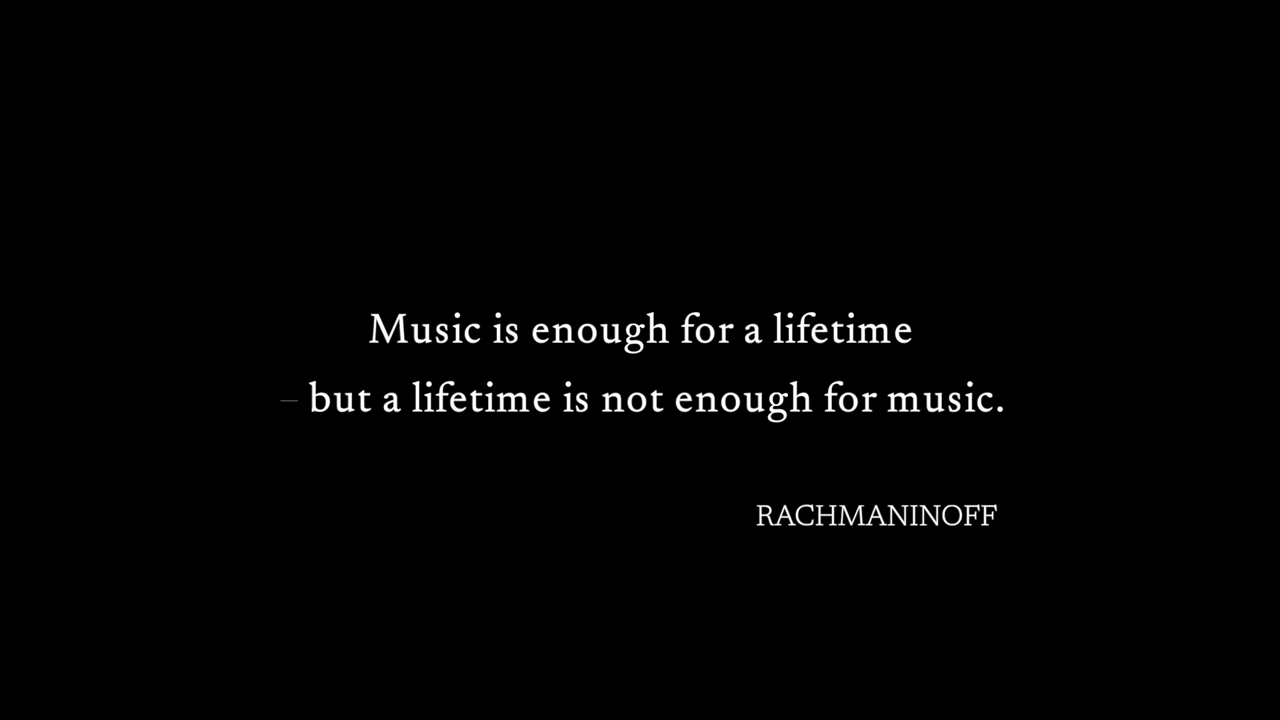 Music is enough for a lifetime
– but a lifetime is not enough for music.
RACHMANINOFF